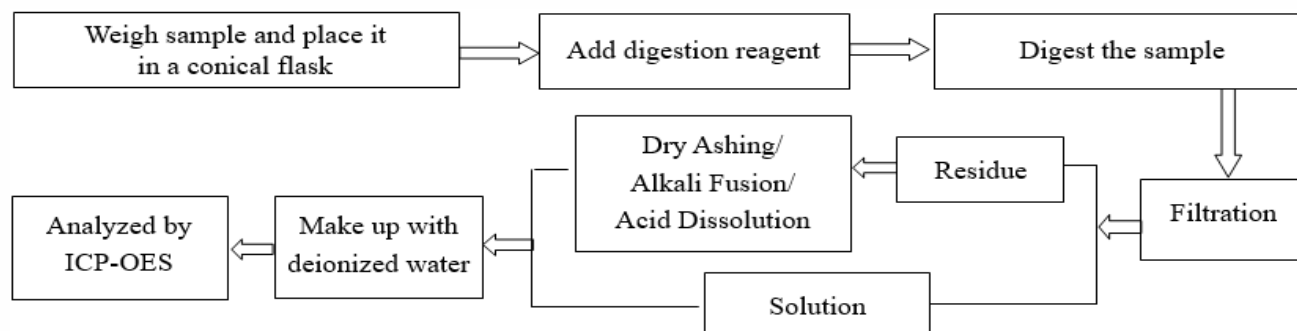 Weigh sample and place it
in a conical flask
Add digestion reagent
Digest the sample
Filtration
Residue
Dry Ashing/
Alkali Fusion/
Acid Dissolution
Solution
Make up with
deionized water
Analyzed by
ICP-OES